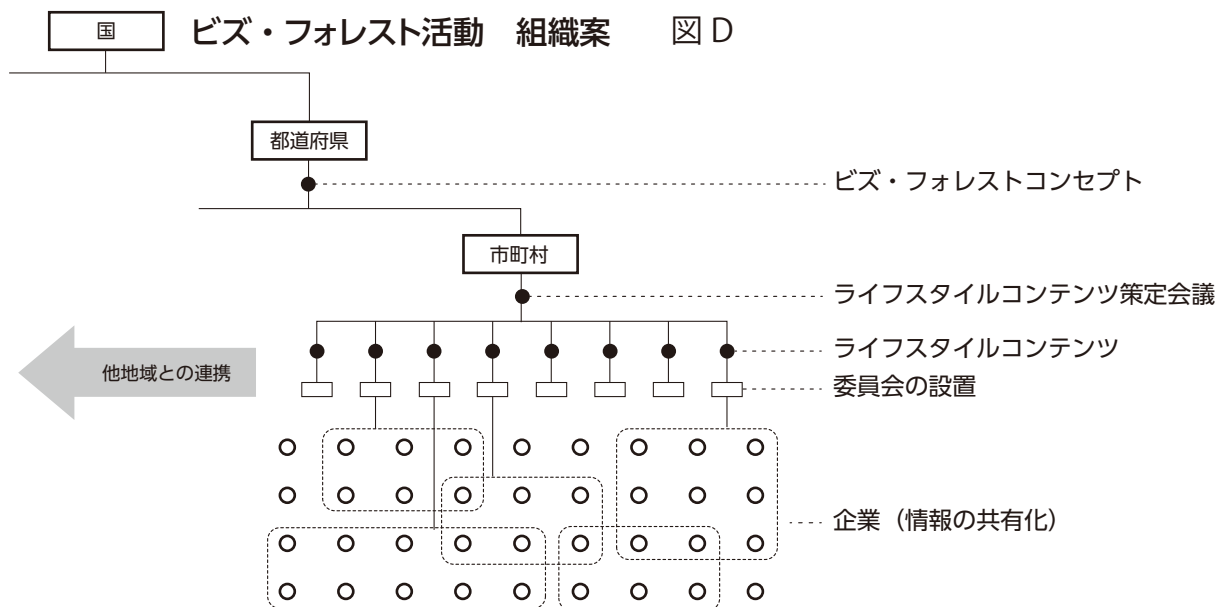 国
ビズ・フォレスト活動　組織案　図 D
都道府県
ビズ・フォレストコンセプト
市町村
ライフスタイルコンテンツ策定会議
ライフスタイルコンテンツ
他地域との連携
委員会の設置
企業（情報の共有化）